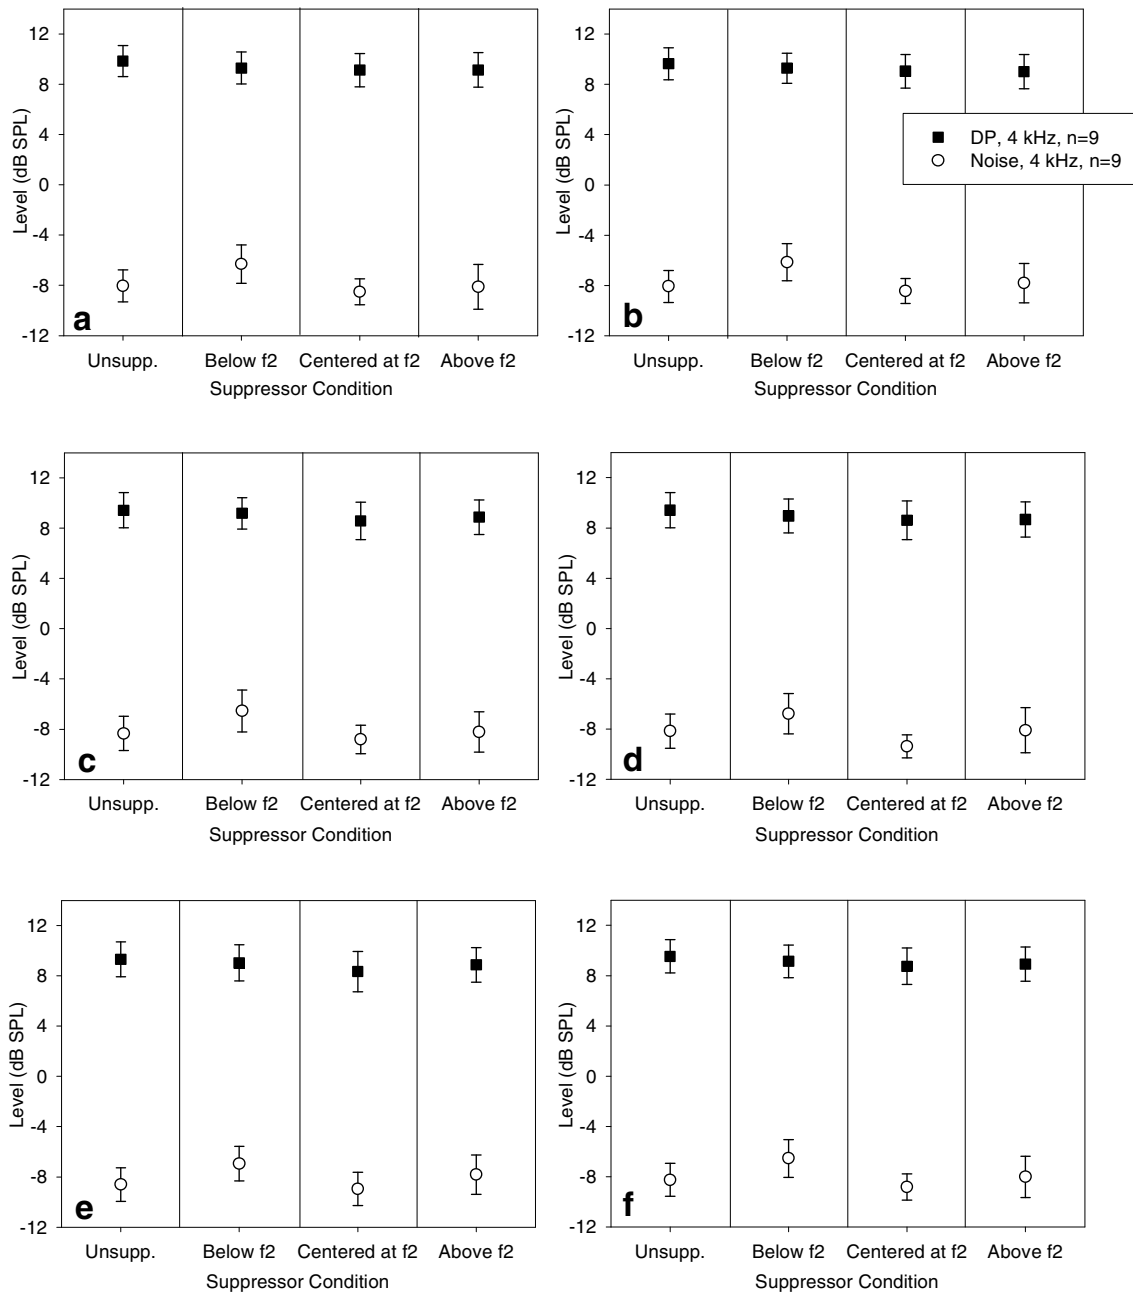 12
8
4
0
-4
-8
-12
Level (dB SPL)
a
Unsupp. Below f2 Centered at f2 Above f2
Suppressor Condition
12
8
4
0
-4
-8
-12
Level (dB SPL)
DP, 4 kHz, n=9
Noise, 4 kHz, n=9
b
Unsupp. Below f2 Centered at f2 Above f2
Suppressor Condition
12
8
4
0
-4
-8
-12
Level (dB SPL)
c
Unsupp. Below f2 Centered at f2 Above f2
Suppressor Condition
12
8
4
0
-4
-8
-12
Level (dB SPL)
d
Unsupp. Below f2 Centered at f2 Above f2
Suppressor Condition
12
8
4
0
-4
-8
-12
Level (dB SPL)
e
Unsupp. Below f2 Centered at f2 Above f2
Suppressor Condition
12
8
4
0
-4
-8
-12
Level (dB SPL)
f
Unsupp. Below f2 Centered at f2 Above f2
Suppressor Condition